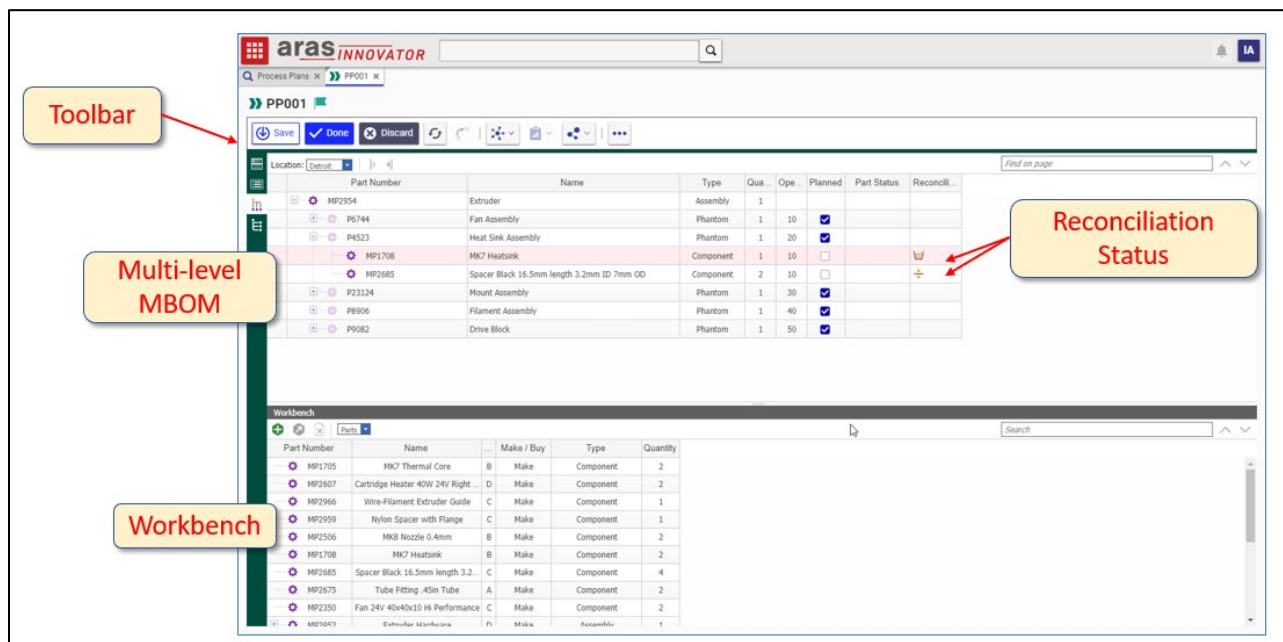 aras INNOVATOR
IA
Process Plans × PP001 ×
PP001
Toolbar
Save Done Discard
Location: Detroit Find on page
Part Number Name Type Qua... Ope... Planned Part Status Reconcili...
MP2954 Extruder Assembly 1
P6744 Fan Assembly Phantom 1 10
P4523 Heat Sink Assembly Phantom 1 20
MP1708 MK7 Heatsink Component 1 10
MP2685 Spacer Black 16.5mm length 3.2mm ID 7mm OD Component 2 10
P23124 Mount Assembly Phantom 1 30
P8906 Filament Assembly Phantom 1 40
P9082 Drive Block Phantom 1 50
Reconciliation
Status
Multi-level
MBOM
Workbench
Parts Search
Part Number Name ... Make / Buy Type Quantity
MP1705 MK7 Thermal Core B Make Component 2
MP2607 Cartridge Heater 40W 24V Right ... D Make Component 2
MP2966 Wire-Filament Extruder Guide C Make Component 1
MP2959 Nylon Spacer with Flange C Make Component 1
MP2506 MK8 Nozzle 0.4mm B Make Component 2
MP1708 MK7 Heatsink B Make Component 2
MP2685 Spacer Black 16.5mm length 3.2... C Make Component 4
MP2675 Tube Fitting .45in Tube A Make Component 2
MP2350 Fan 24V 40x40x10 Hi Performance C Make Component 2
MP2952 Extruder Hardware D Make Assembly 1
Workbench